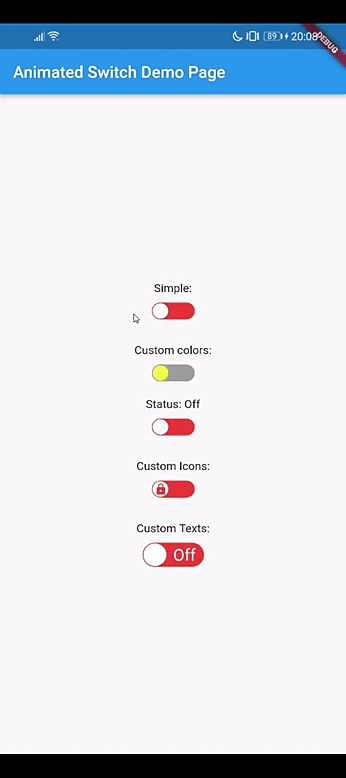 89
20:08
DEBUG
Animated Switch Demo Page
Simple:
Custom colors:
Status: Off
Custom Icons:
Custom Texts:
Off